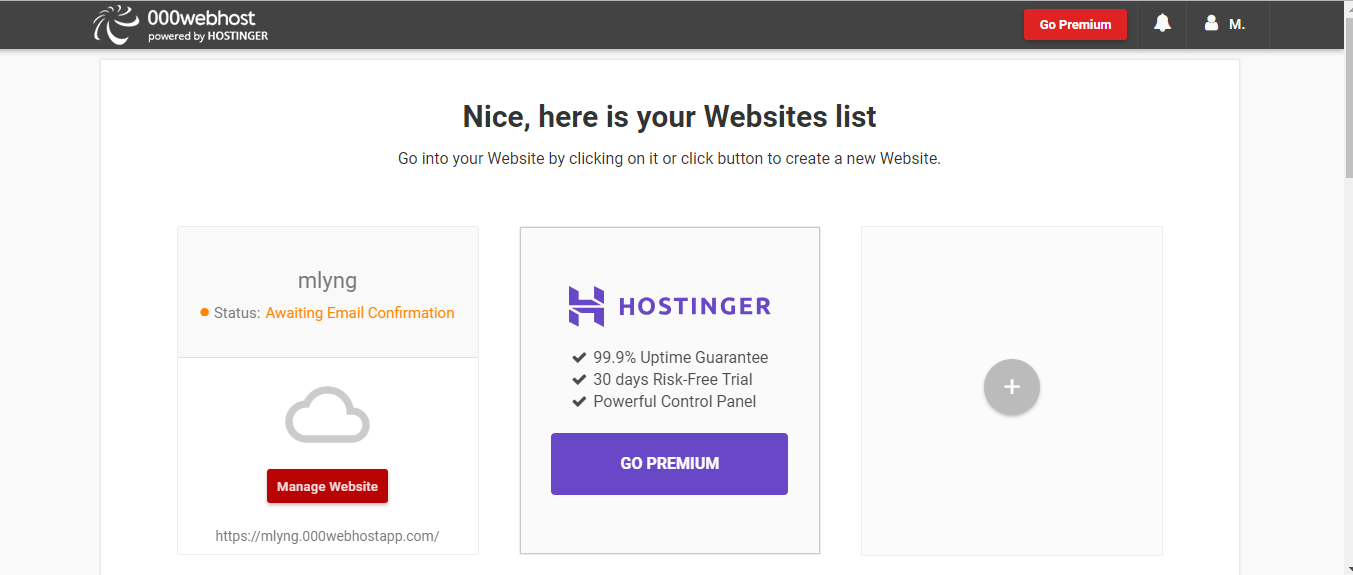 000webhost
powered by HOSTINGER
Go Premium
M.
Nice, here is your Websites list
Go into your Website by clicking on it or click button to create a new Website.
mlyng
Status: Awaiting Email Confirmation
Manage Website
https://mlyng.000webhostapp.com/
HOSTINGER
99.9% Uptime Guarantee
30 days Risk-Free Trial
Powerful Control Panel
GO PREMIUM
+